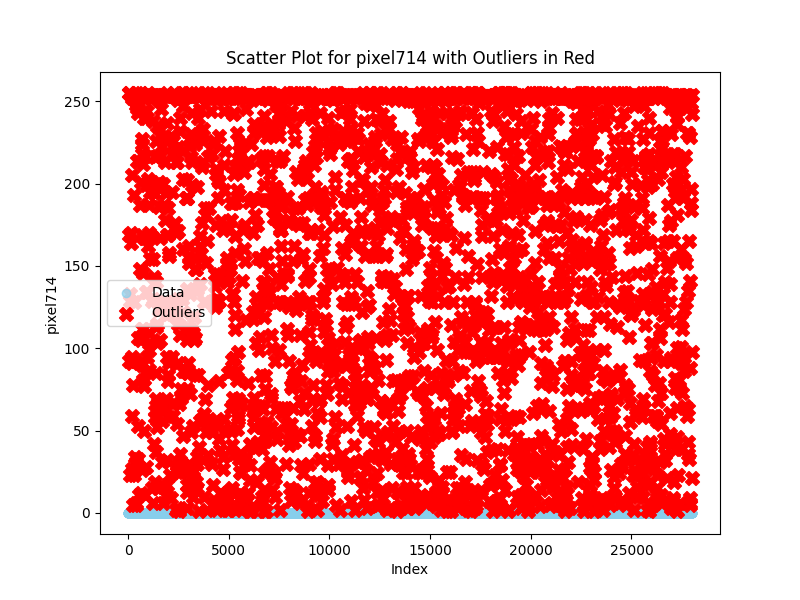 Scatter Plot for pixel714 with Outliers in Red
250
200
150
100
50
0
pixel714
Data
Outliers
0 5000 10000 15000 20000 25000
Index